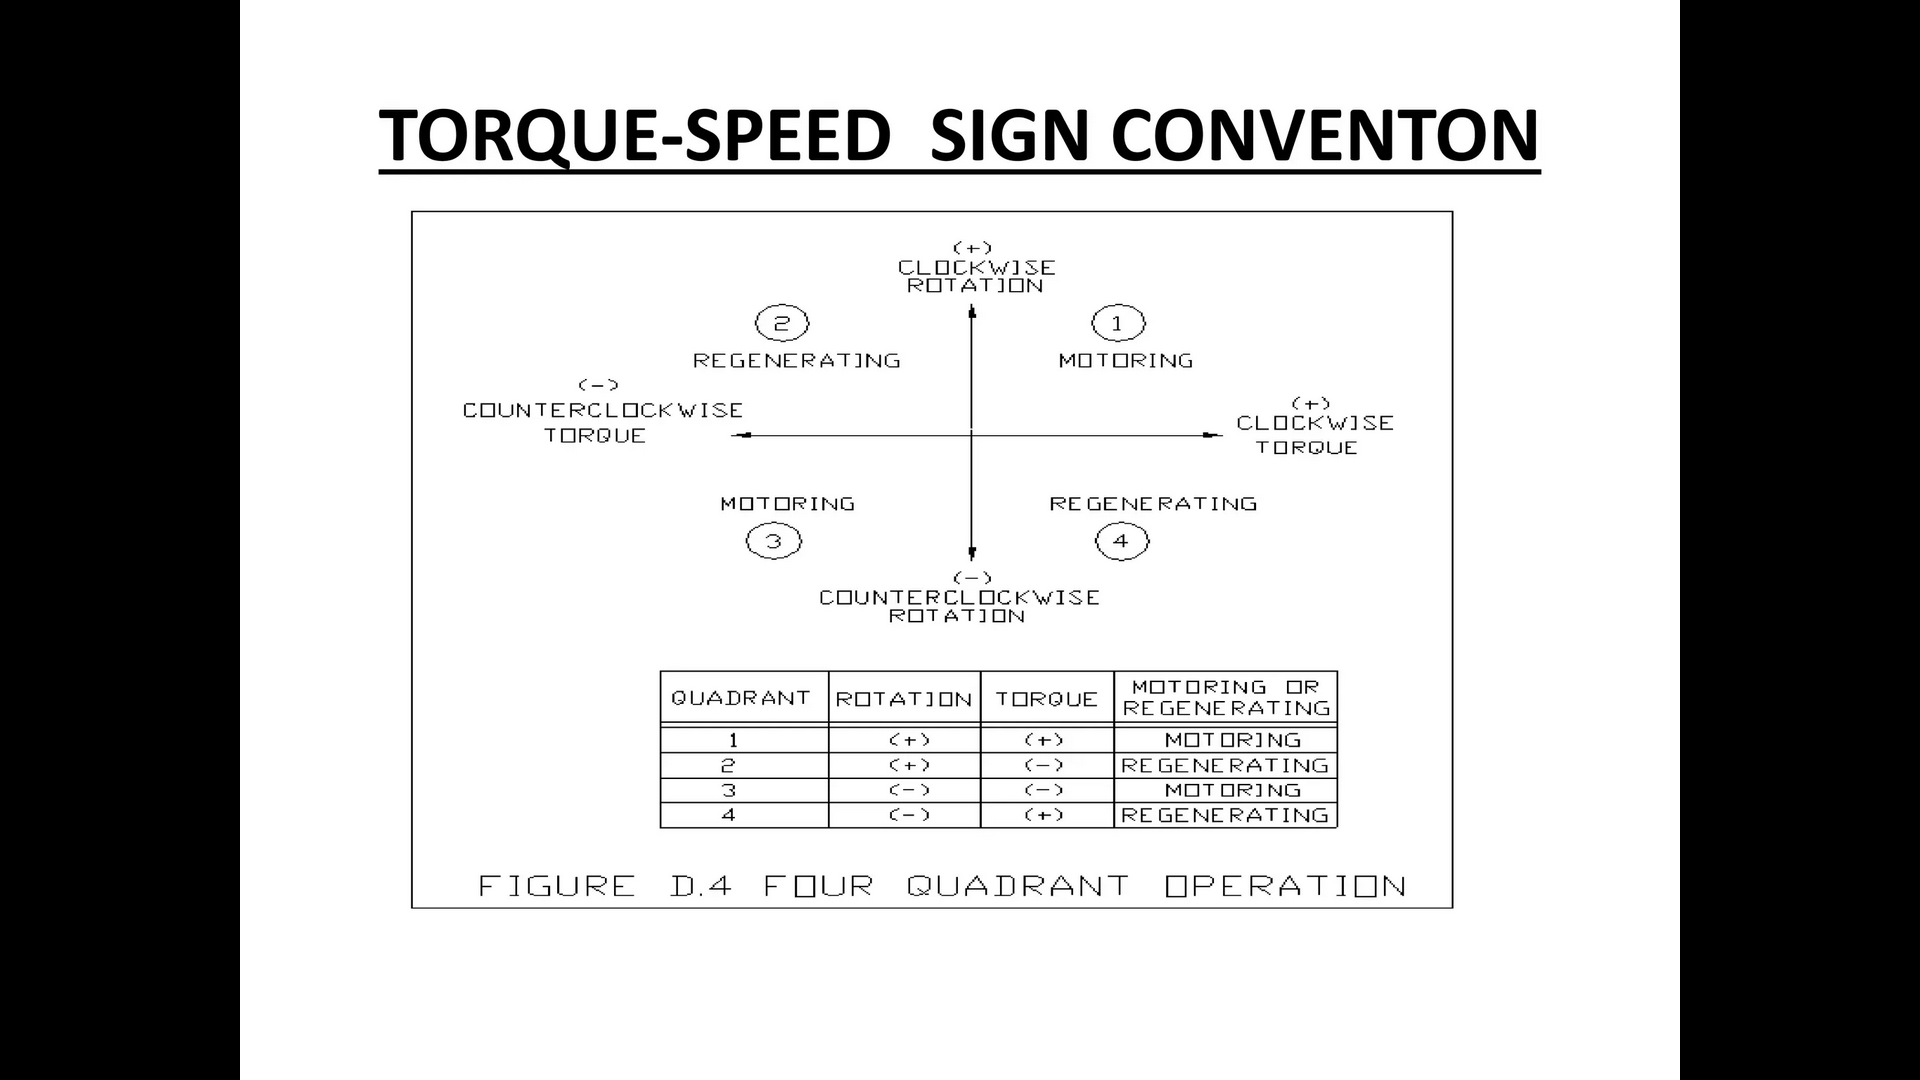 TORQUE-SPEED  SIGN CONVENTON
(+)
CLOCKWISE
ROTATION
2
1
REGENERATING
MOTORING
(-)
COUNTERCLOCKWISE
TORQUE
(+)
CLOCKWISE
TORQUE
MOTORING
REGENERATING
3
4
(-)
COUNTERCLOCKWISE
ROTATION
QUADRANT ROTATION TORQUE MOTORING OR REGENERATING
1 (+) (+) MOTORING
2 (+) (-) REGENERATING
3 (-) (-) MOTORING
4 (-) (+) REGENERATING
FIGURE D.4 FOUR QUADRANT OPERATION